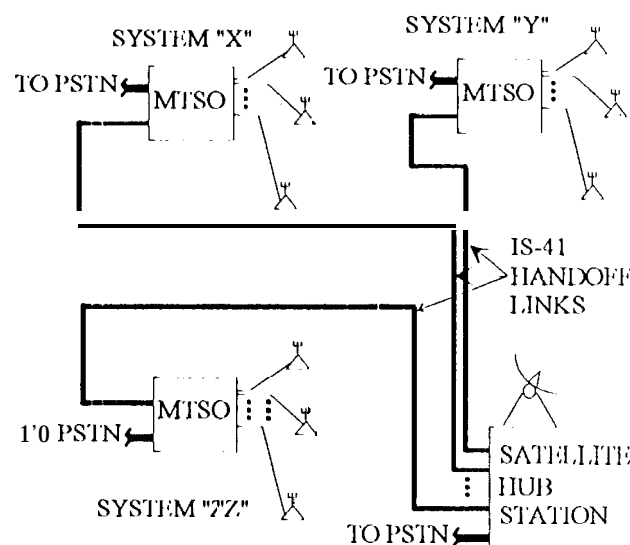 SYSTEM "X"
SYSTEM "Y"
TO PSTN
MTSO
TO PSTN
MTSO
IS-41
HANDOFF
LINKS
MTSO
1'0 PSTN
SYSTEM "ZZ"
SATELLITE
HUB
STATION
TO PSTN